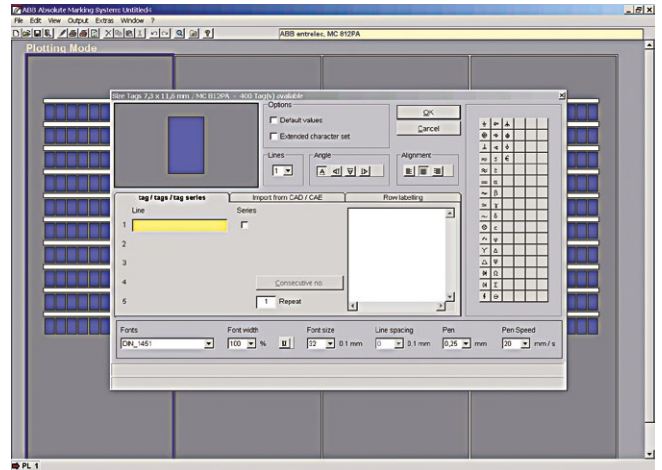 ABB Absolute Marking System: Untitled4
File Edit View Output Extras Window ?
ABB entrelec, MC 812PA
Plotting Mode
Size Tags 7,3 x 11,6 mm / MC 812PA - 400 Tag(s) available
Options
Default values
Extended character set
OK
Cancel
Lines
Angle
Alignment
1
tag / tags / tag series
Import from CAD / CAE
Row labelling
Line
Series
1
2
3
4
Consecutive no.
5
1 Repeat
Fonts
Font width
Font size
Line spacing
Pen
Pen Speed
DIN_1451
100 %
U
32 0.1 mm
0 0.1 mm
0,25 mm
20 mm / s
PL 1